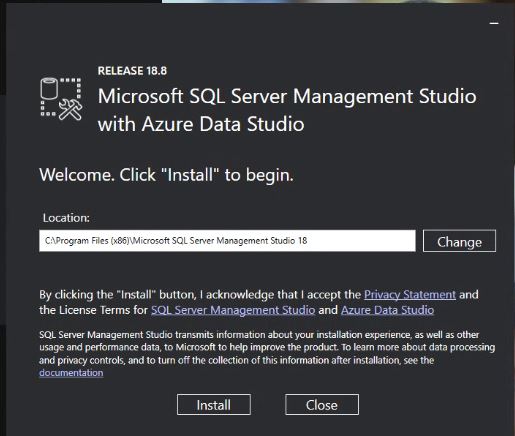 RELEASE 18.8
Microsoft SQL Server Management Studio
with Azure Data Studio
Welcome. Click "Install" to begin.
Location:
C:\Program Files (x86)\Microsoft SQL Server Management Studio 18
Change
By clicking the "Install" button, I acknowledge that I accept the Privacy Statement and
the License Terms for SQL Server Management Studio and Azure Data Studio
SQL Server Management Studio transmits information about your installation experience, as well as other
usage and performance data, to Microsoft to help improve the product. To learn more about data processing
and privacy controls, and to turn off the collection of this information after installation, see the
documentation
Install
Close